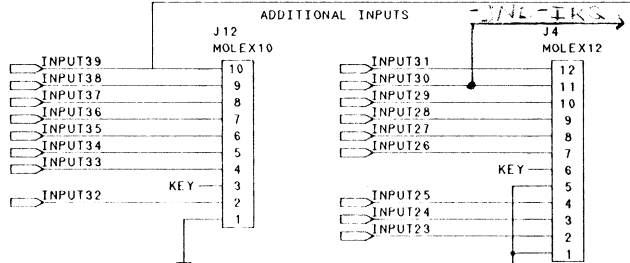 ADDITIONAL INPUTS
J12
MOLEX10
INPUT39 10
INPUT38 9
INPUT37 8
INPUT36 7
INPUT35 6
INPUT34 5
INPUT33 4
KEY 3
INPUT32 2
1
J4
MOLEX12
INPUT31 12
INPUT30 11
INPUT29 10
INPUT28 9
INPUT27 8
INPUT26 7
KEY 6
5
INPUT25 4
INPUT24 3
INPUT23 2
1